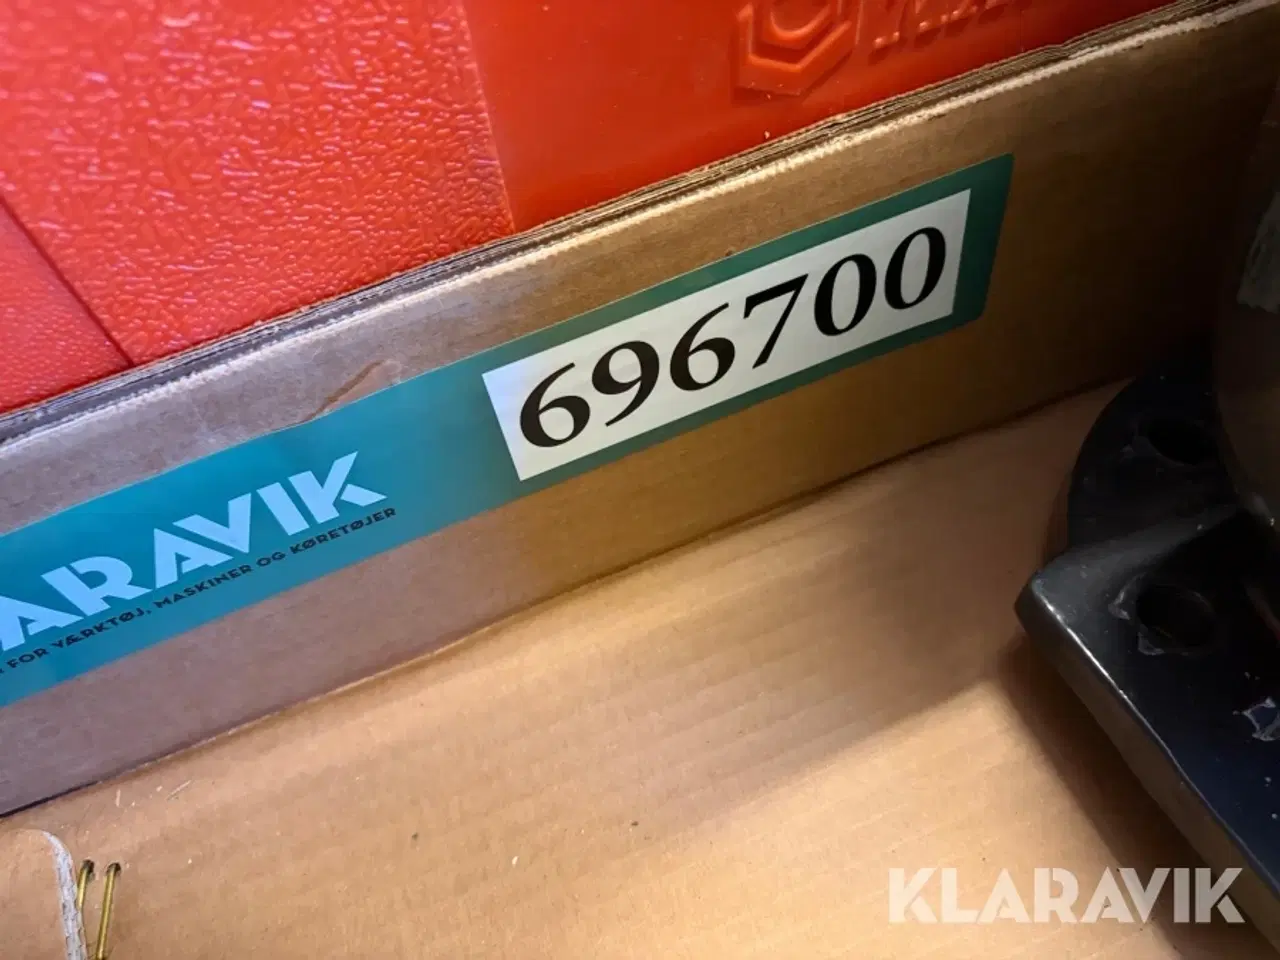 696700
ARAVIK
FOR VÆRKTØJ, MASKINER OG KØRETØJER
KLARAVIK